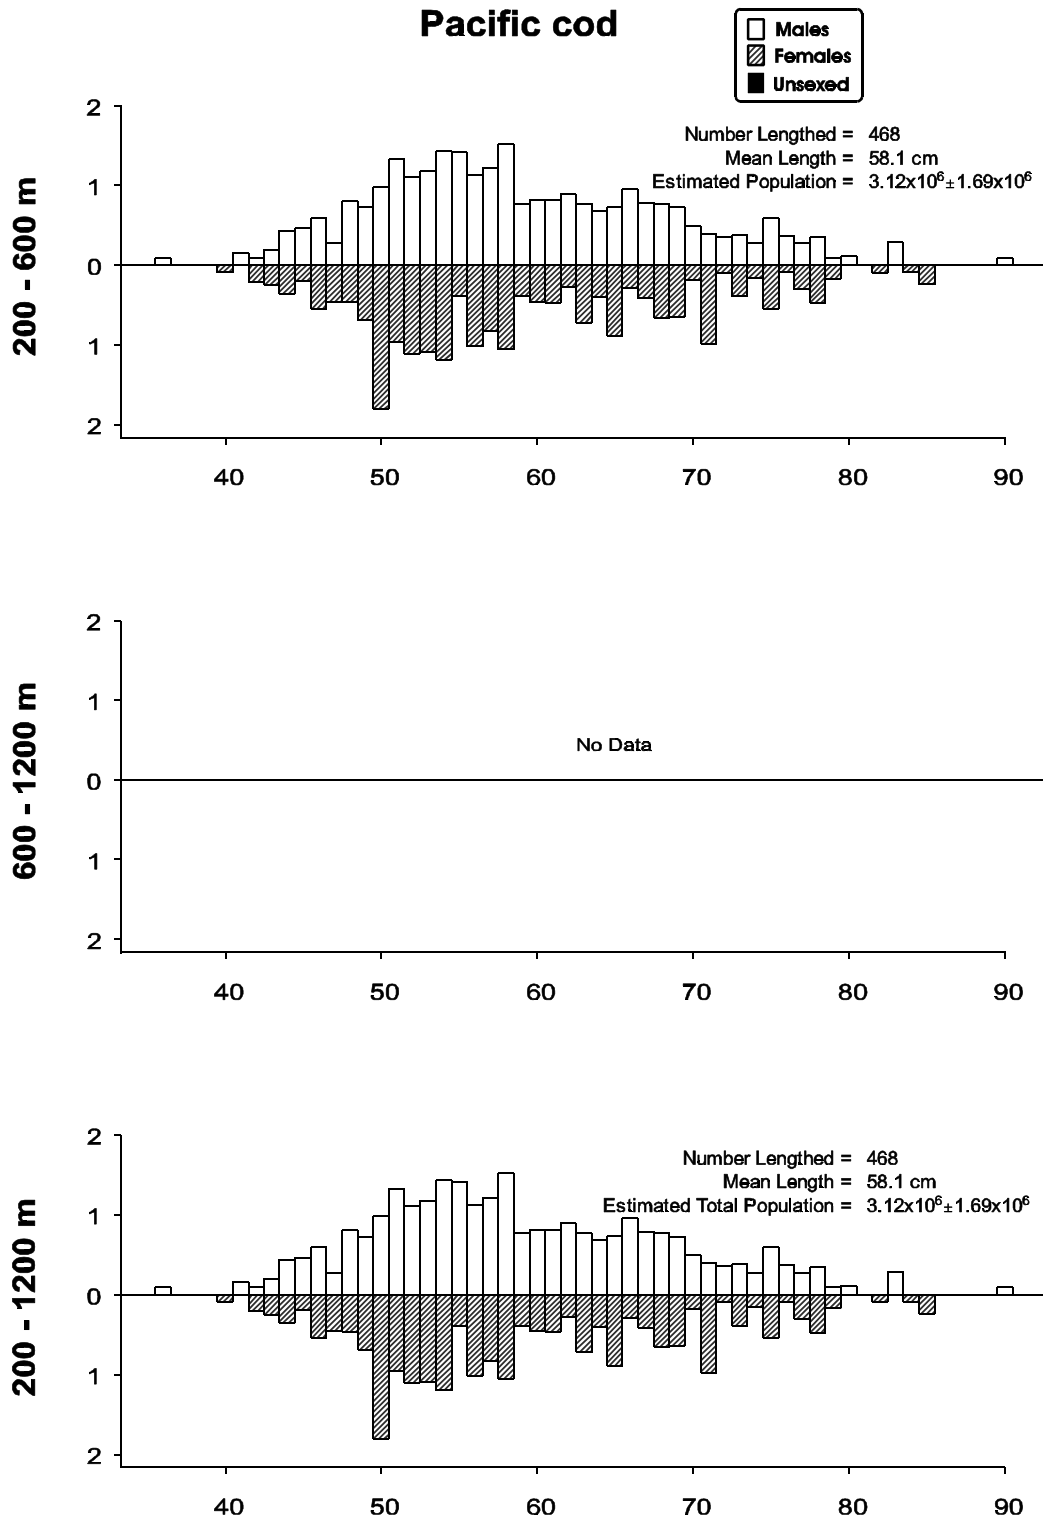 Pacific cod
Males
Females
Unsexed
200 - 600 m
2
1
0
1
2
Number Lengthed = 468
Mean Length = 58.1 cm
Estimated Population = 3.12x10⁶±1.69x10⁶
40 50 60 70 80 90
600 - 1200 m
2
1
0
1
2
No Data
40 50 60 70 80 90
200 - 1200 m
2
1
0
1
2
Number Lengthed = 468
Mean Length = 58.1 cm
Estimated Total Population = 3.12x10⁶±1.69x10⁶
40 50 60 70 80 90